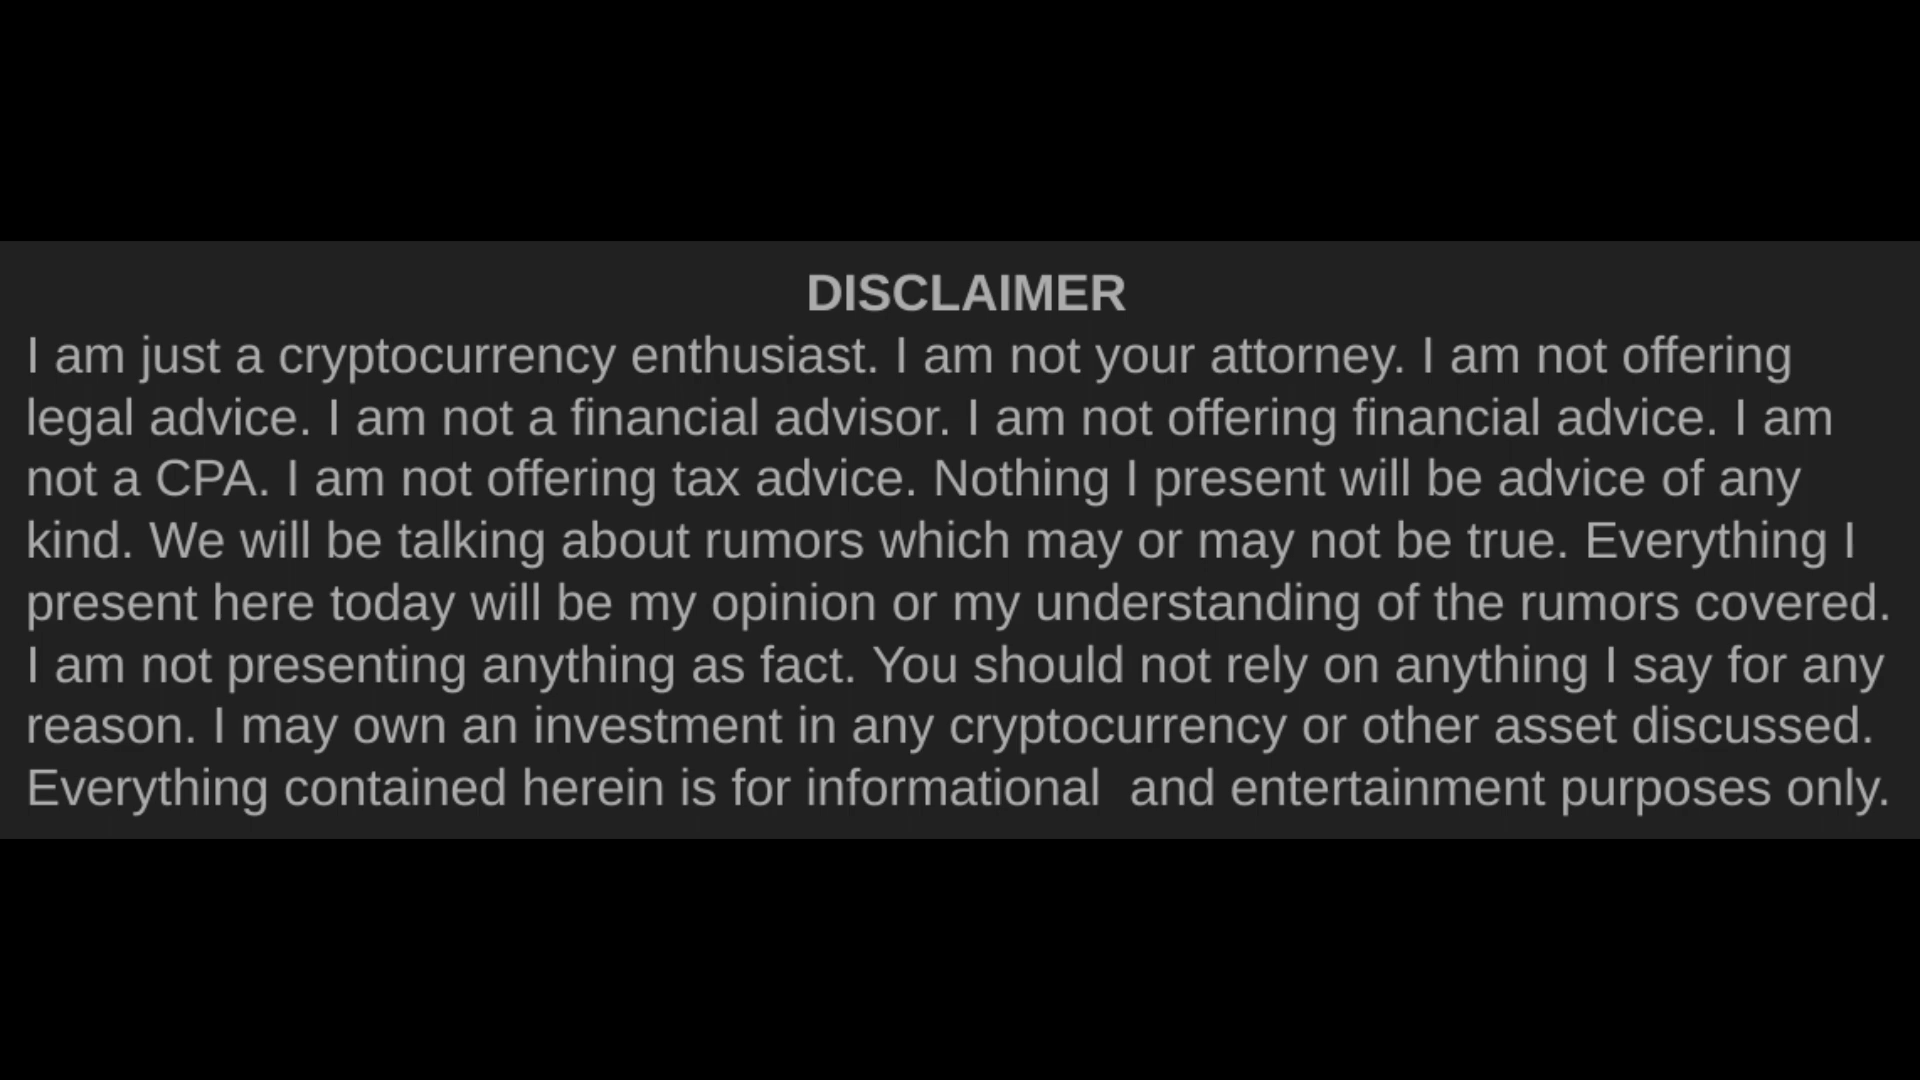 DISCLAIMER
I am just a cryptocurrency enthusiast. I am not your attorney. I am not offering
legal advice. I am not a financial advisor. I am not offering financial advice. I am
not a CPA. I am not offering tax advice. Nothing I present will be advice of any
kind. We will be talking about rumors which may or may not be true. Everything I
present here today will be my opinion or my understanding of the rumors covered.
I am not presenting anything as fact. You should not rely on anything I say for any
reason. I may own an investment in any cryptocurrency or other asset discussed.
Everything contained herein is for informational  and entertainment purposes only.